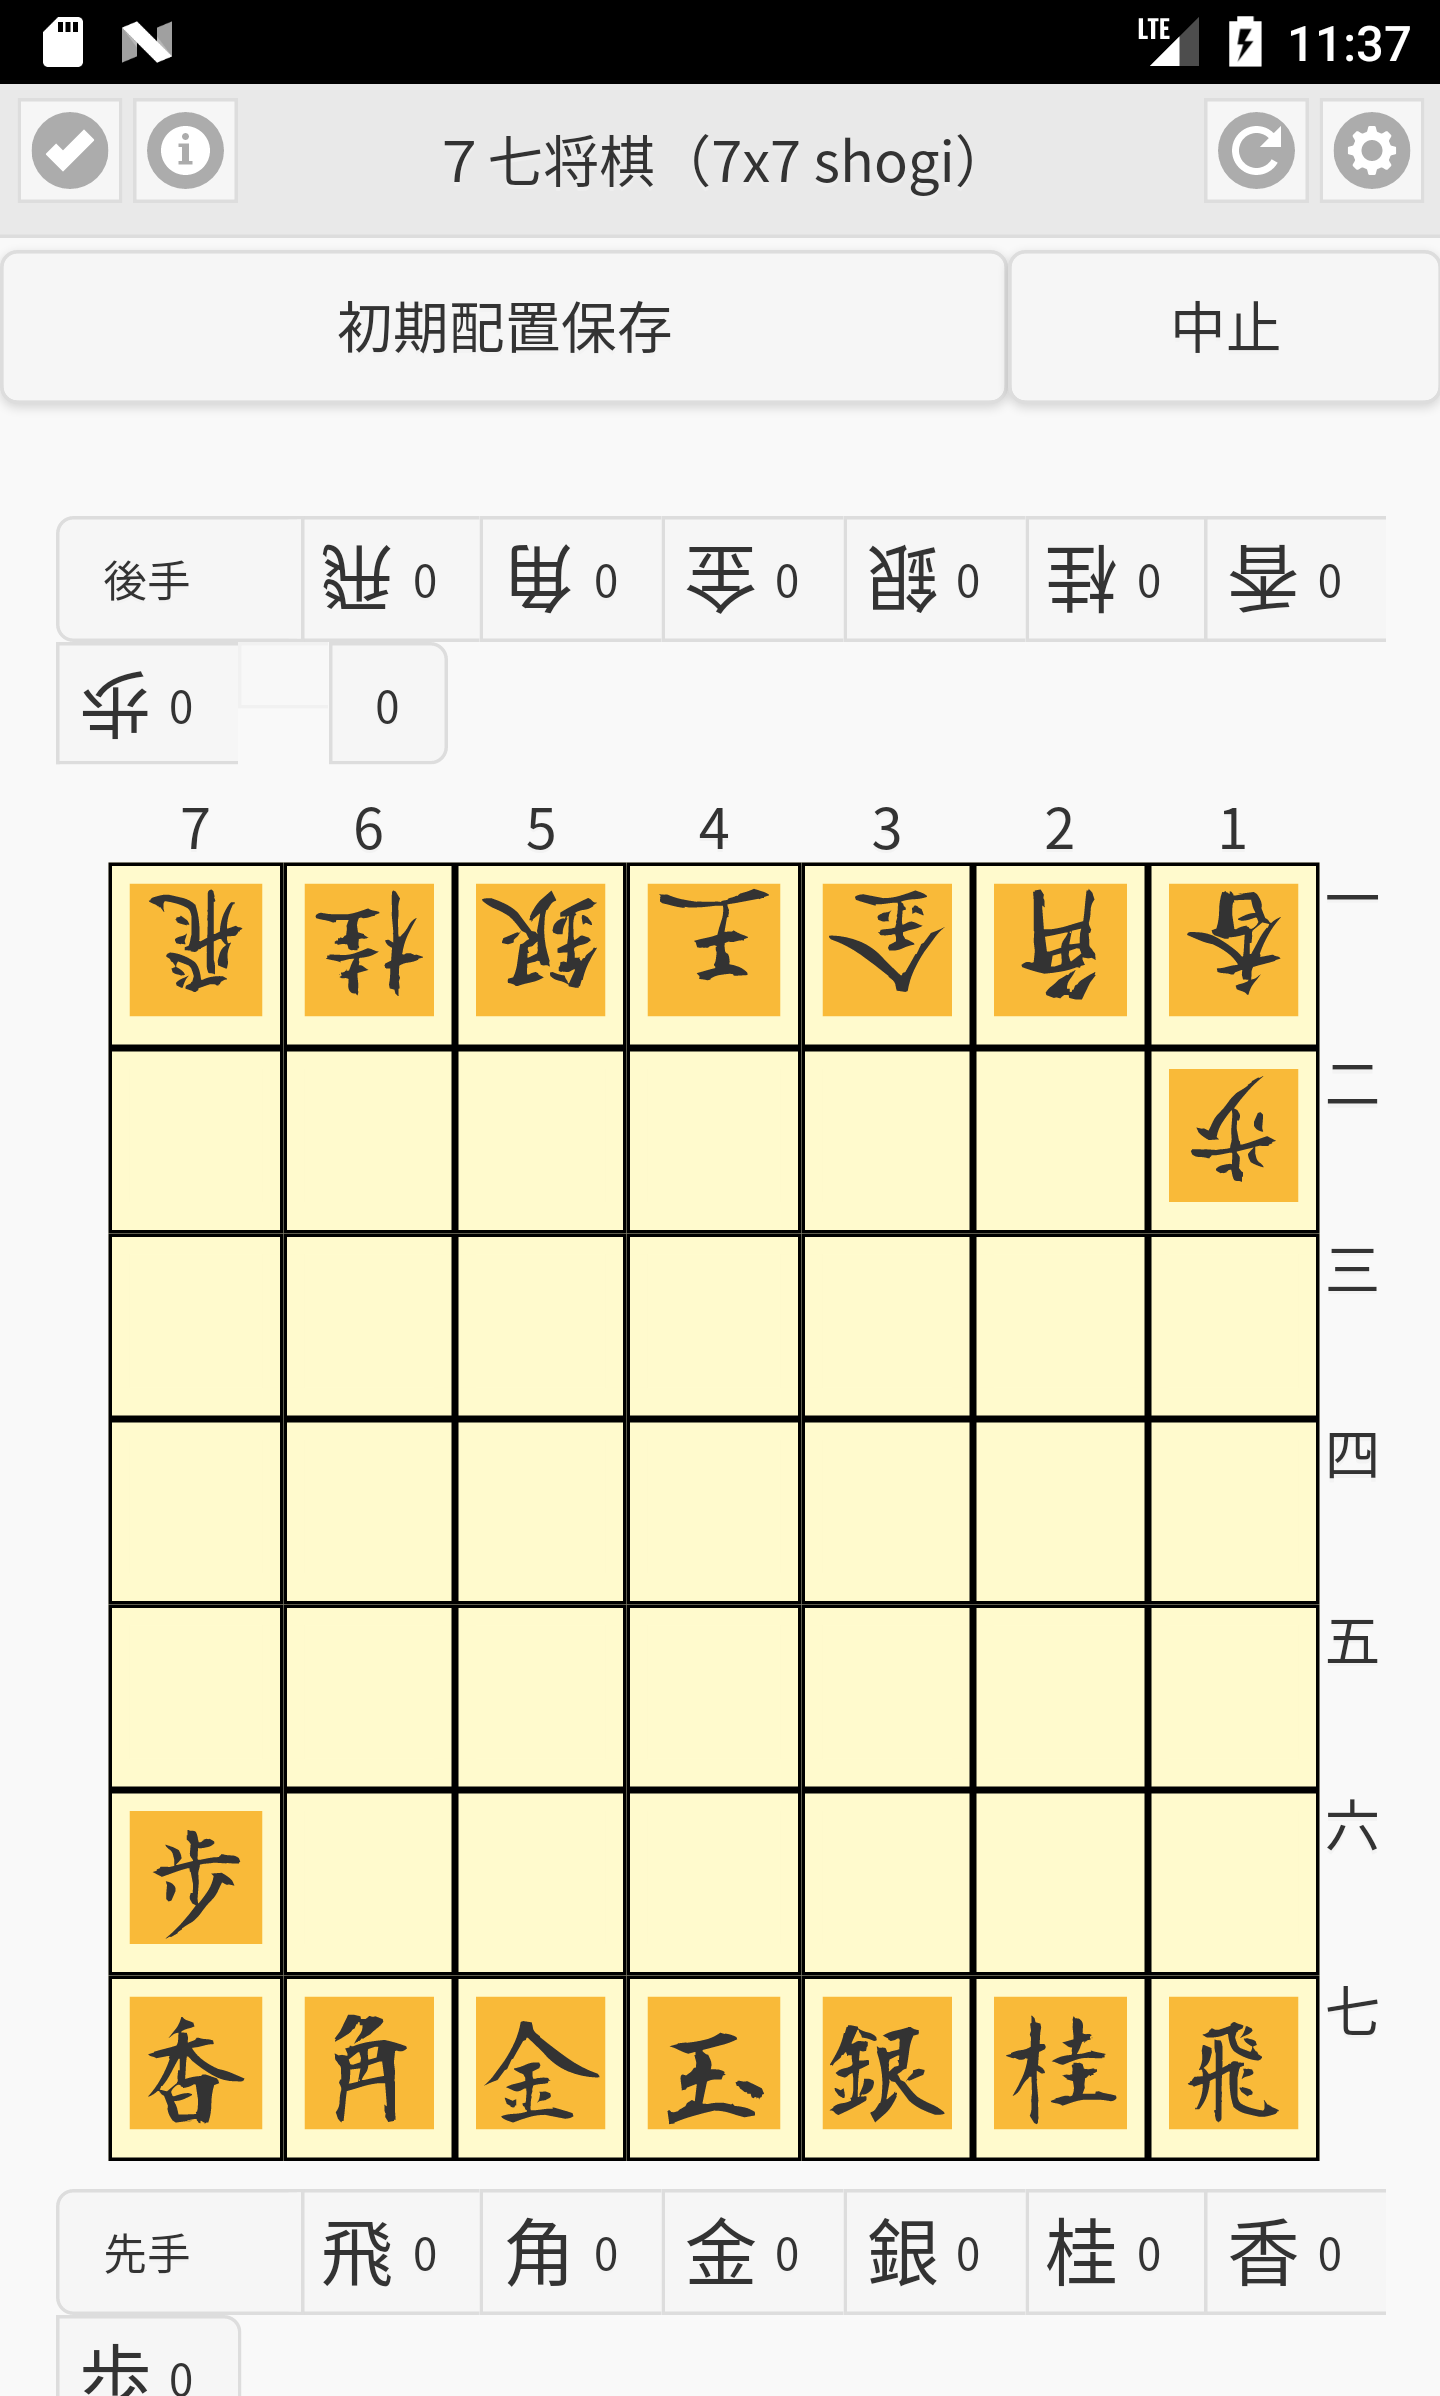 LTE 11:37
７七将棋（7x7 shogi）
初期配置保存 中止
後手 飛 0 角 0 金 0 銀 0 桂 0 香 0
歩 0 0
7 6 5 4 3 2 1
飛 桂 銀 王 金 角 香 一
歩 二
三
四
五
歩 六
香 角 金 玉 銀 桂 飛 七
先手 飛 0 角 0 金 0 銀 0 桂 0 香 0
歩 0